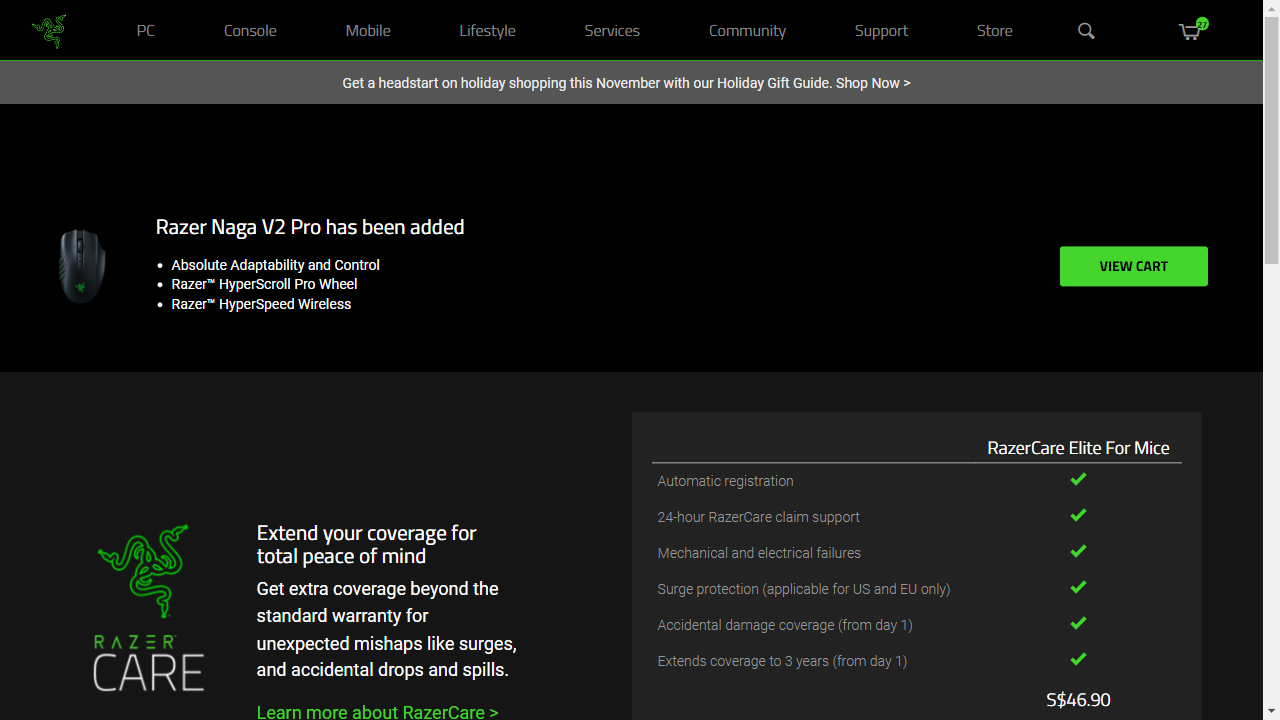 PC Console Mobile Lifestyle Services Community Support Store 27
Get a headstart on holiday shopping this November with our Holiday Gift Guide. Shop Now >
Razer Naga V2 Pro has been added
• Absolute Adaptability and Control
• Razer™ HyperScroll Pro Wheel
• Razer™ HyperSpeed Wireless
VIEW CART
RAZER™
CARE
Extend your coverage for
total peace of mind
Get extra coverage beyond the
standard warranty for
unexpected mishaps like surges,
and accidental drops and spills.
Learn more about RazerCare >
RazerCare Elite For Mice
Automatic registration
24-hour RazerCare claim support
Mechanical and electrical failures
Surge protection (applicable for US and EU only)
Accidental damage coverage (from day 1)
Extends coverage to 3 years (from day 1)
S$46.90